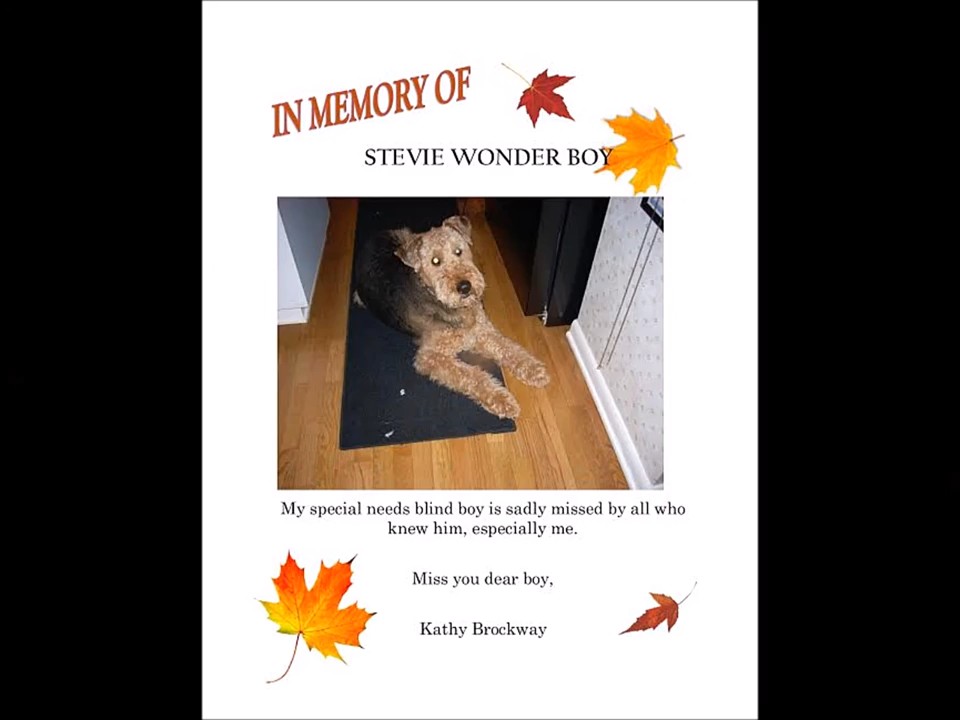 IN MEMORY OF
STEVIE WONDER BOY
My special needs blind boy is sadly missed by all who
knew him, especially me.
Miss you dear boy,
Kathy Brockway